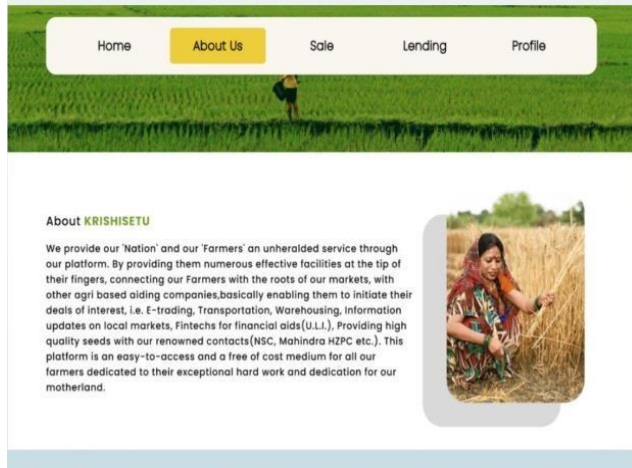 Home About Us Sale Lending Profile
About KRISHISETU
We provide our 'Nation' and our 'Farmers' an unheralded service through
our platform. By providing them numerous effective facilities at the tip of
their fingers, connecting our Farmers with the roots of our markets, with
other agri based aiding companies,basically enabling them to initiate their
deals of interest, i.e. E-trading, Transportation, Warehousing, Information
updates on local markets, Fintechs for financial aids(U.L.I.), Providing high
quality seeds with our renowned contacts(NSC, Mahindra HZPC etc.). This
platform is an easy-to-access and a free of cost medium for all our
farmers dedicated to their exceptional hard work and dedication for our
motherland.